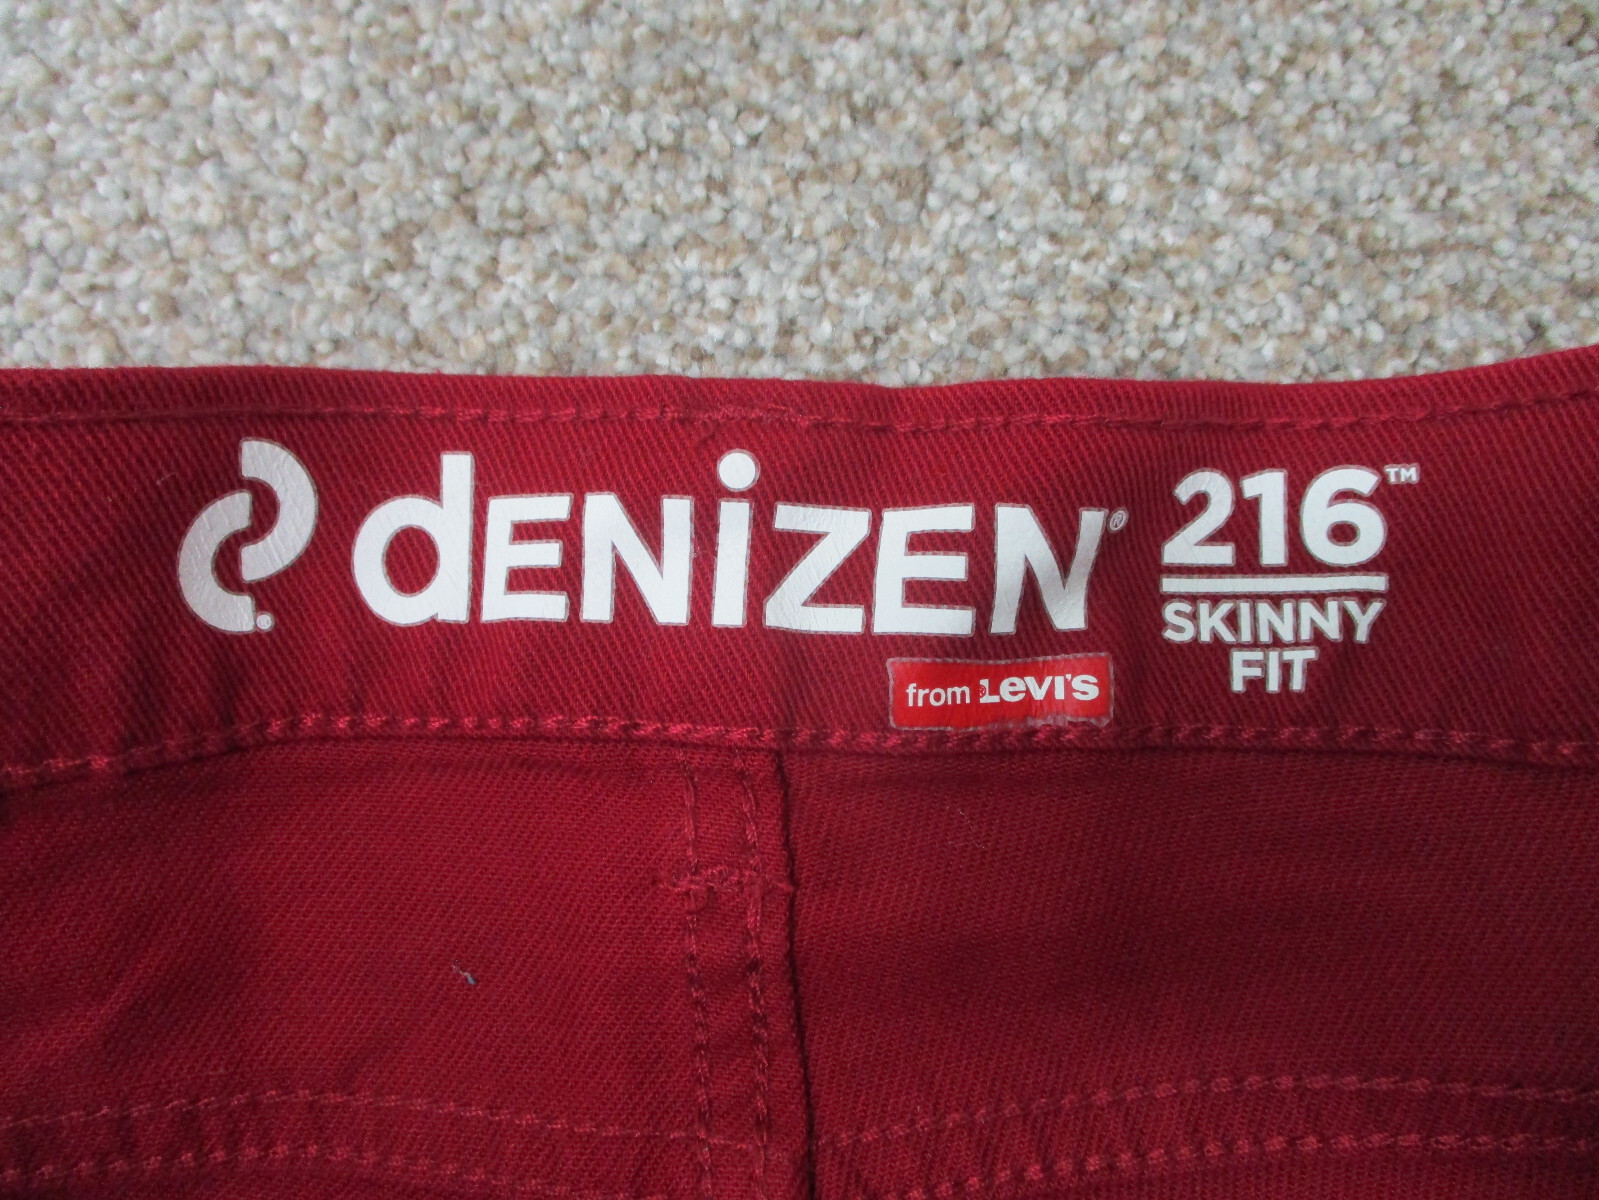 dENiZEN® 216™
SKINNY
FIT
from Levi's